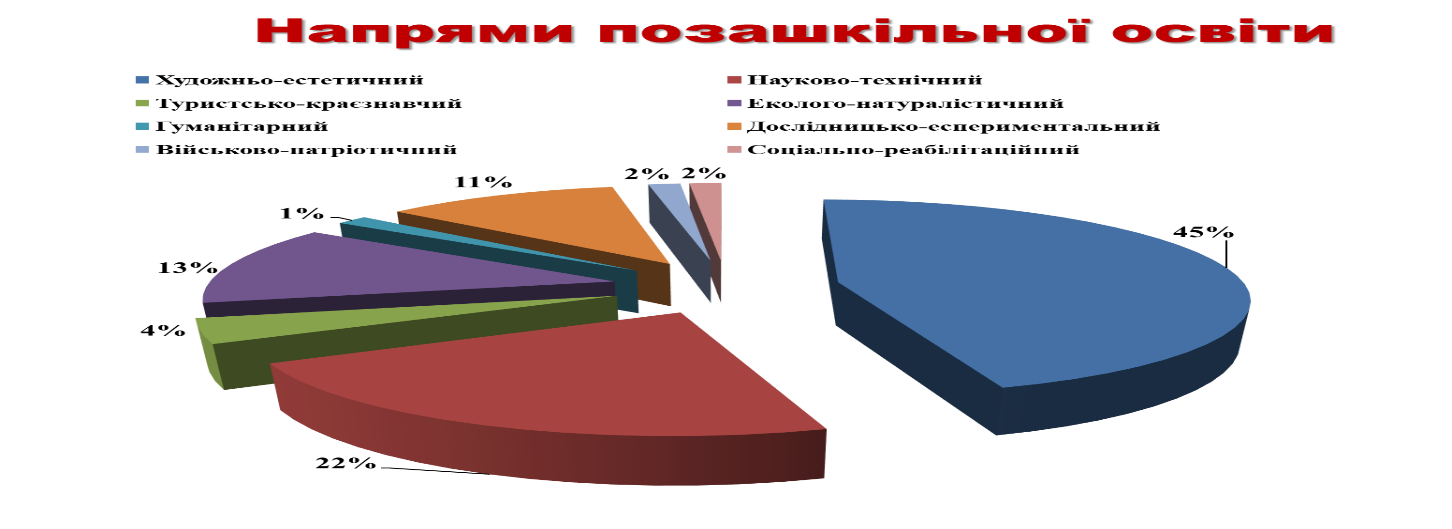 Напрями позашкільної освіти
Художньо-естетичний
Науково-технічний
Туристсько-краєзнавчий
Еколого-натуралістичний
Гуманітарний
Дослідницько-еспериментальний
Військово-патріотичний
Соціально-реабілітаційний
2% 2%
11%
1%
45%
13%
4%
22%